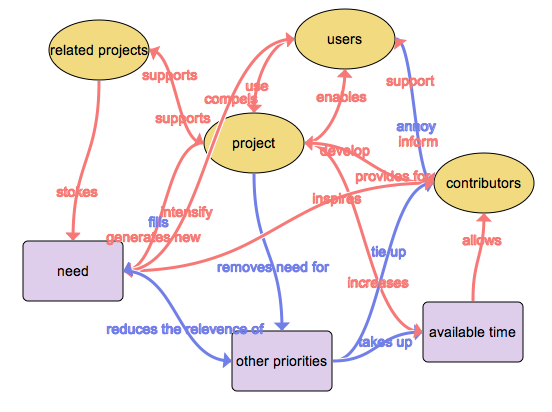 users
related projects
supports
use
support
compels
enables
supports
annoy
inform
project
develop
provides for
contributors
stokes
inspires
intensify
fills
generates new
allows
tie up
need
removes need for
increases
reduces the relevence of
available time
takes up
other priorities